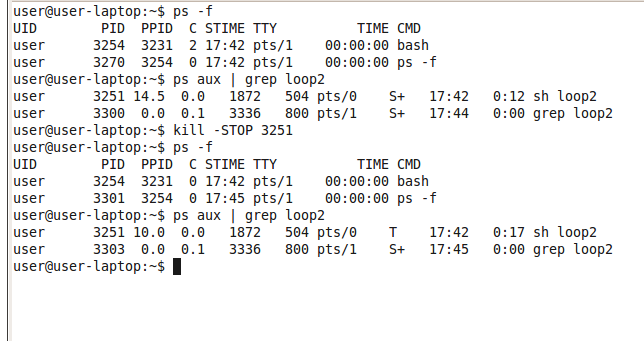 user@user-laptop:~$ ps -f
UID        PID  PPID  C STIME TTY          TIME CMD
user      3254  3231  2 17:42 pts/1    00:00:00 bash
user      3270  3254  0 17:42 pts/1    00:00:00 ps -f
user@user-laptop:~$ ps aux | grep loop2
user      3251 14.5  0.0   1872   504 pts/0    S+   17:42   0:12 sh loop2
user      3300  0.0  0.1   3336   800 pts/1    S+   17:44   0:00 grep loop2
user@user-laptop:~$ kill -STOP 3251
user@user-laptop:~$ ps -f
UID        PID  PPID  C STIME TTY          TIME CMD
user      3254  3231  0 17:42 pts/1    00:00:00 bash
user      3301  3254  0 17:45 pts/1    00:00:00 ps -f
user@user-laptop:~$ ps aux | grep loop2
user      3251 10.0  0.0   1872   504 pts/0    T    17:42   0:17 sh loop2
user      3303  0.0  0.1   3336   800 pts/1    S+   17:45   0:00 grep loop2
user@user-laptop:~$